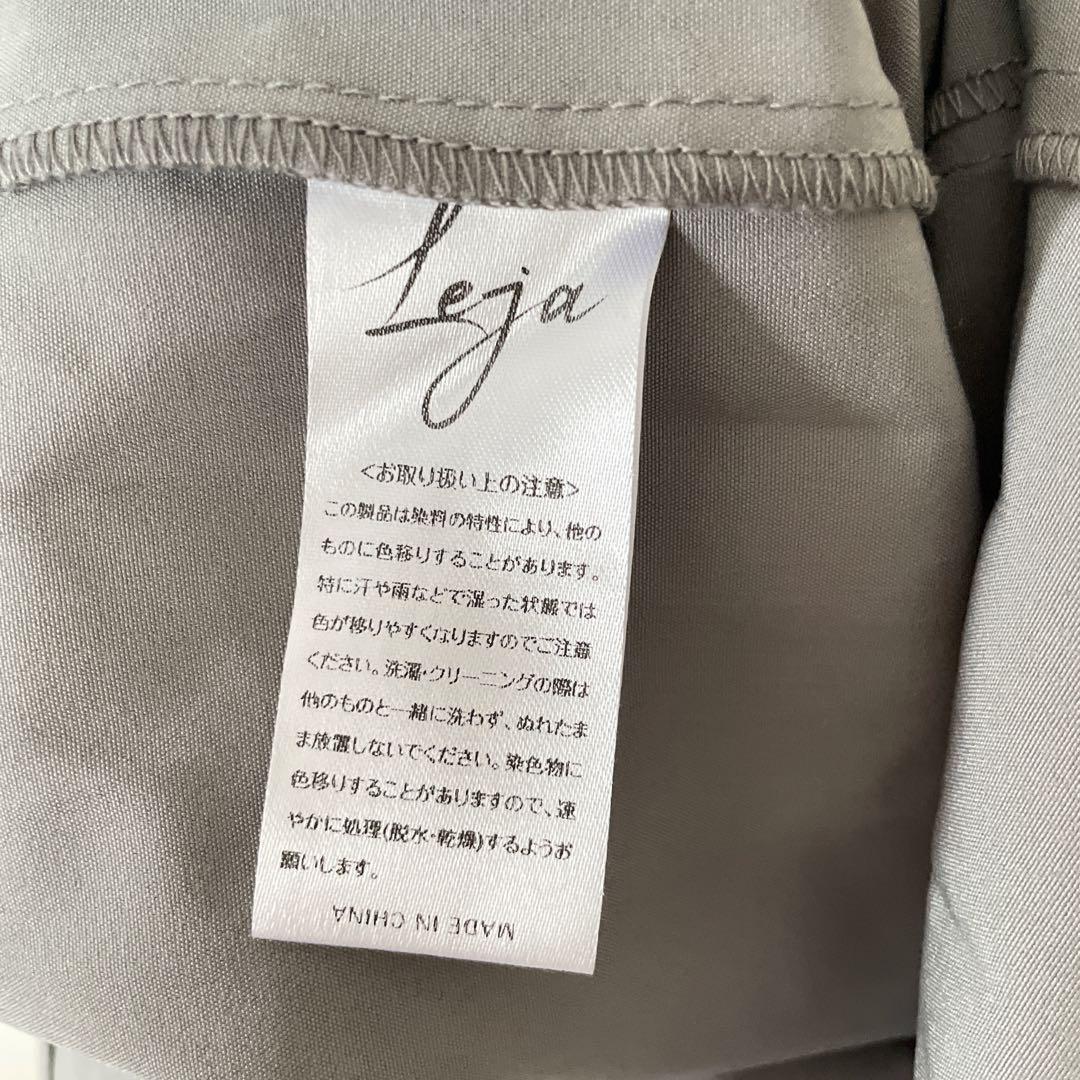 Leja
<お取り扱い上の注意>
この製品は染料の特性により、他の
ものに色移りすることがあります。
特に汗や雨などで湿った状態では
色が移りやすくなりますのでご注意
ください。洗濯・クリーニングの際は
他のものと一緒に洗わず、ぬれたま
ま放置しないでください。染色物に
色移りすることがありますので、速
やかに処理(脱水・乾燥)するようお
願いします。
MADE IN CHINA